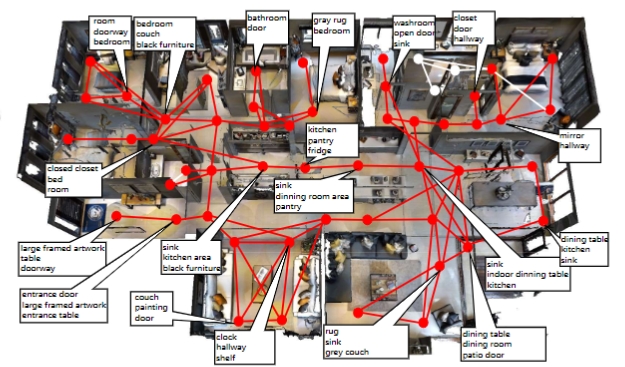 room
doorway
bedroom
bedroom
couch
black furniture
bathroom
door
gray rug
bedroom
washroom
open door
sink
closet
door
hallway
kitchen
pantry
fridge
mirror
hallway
closed closet
bed
room
sink
dinning room area
pantry
large framed artwork
table
doorway
sink
kitchen area
black furniture
sink
indoor dinning table
kitchen
dining table
kitchen
sink
entrance door
large framed artwork
entrance table
couch
painting
door
clock
hallway
shelf
rug
sink
grey couch
dining table
dining room
patio door